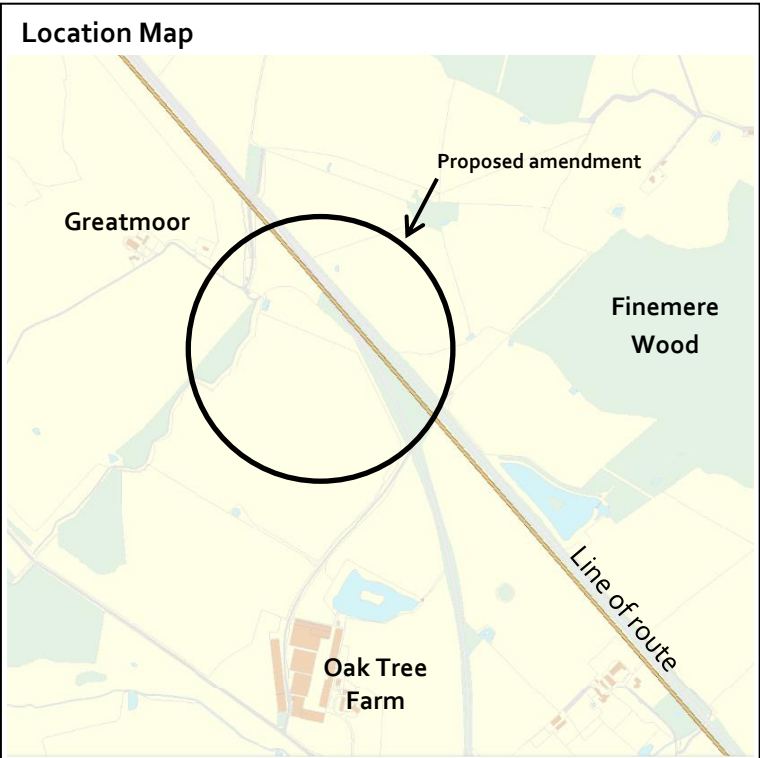 Location Map
Proposed amendment
Greatmoor
Finemere
Wood
Line of route
Oak Tree
Farm